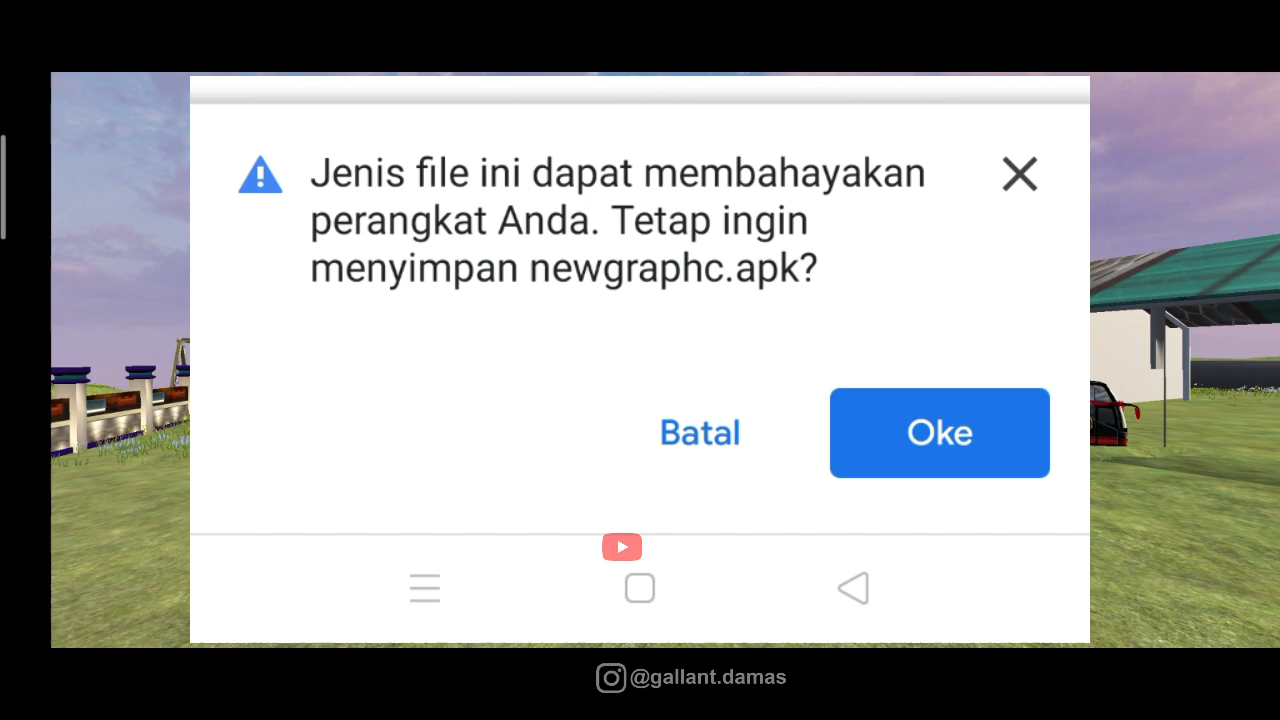 Jenis file ini dapat membahayakan
perangkat Anda. Tetap ingin
menyimpan newgraphc.apk?
Batal
Oke
@gallant.damas